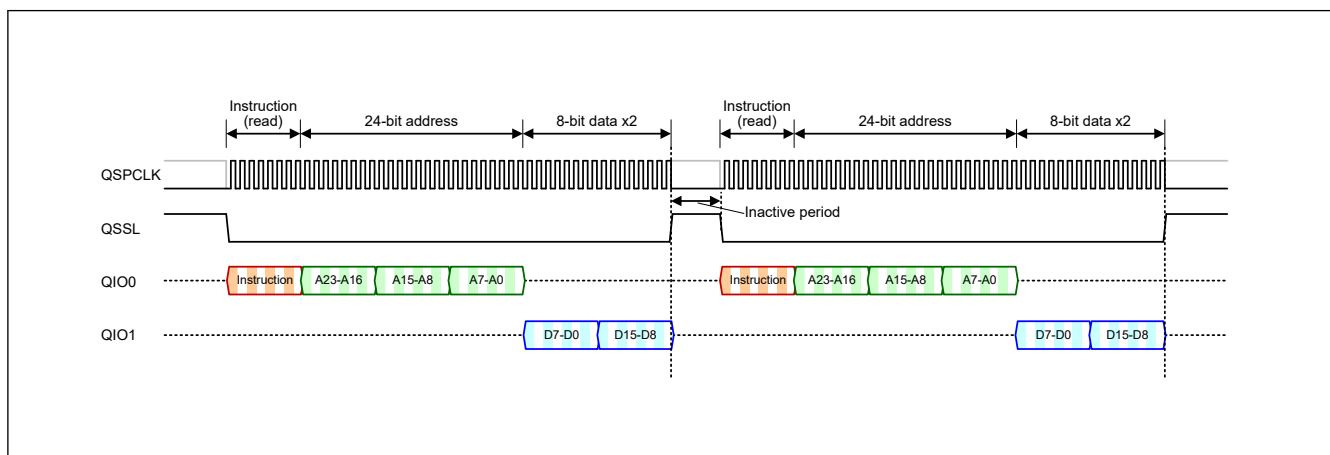 Instruction
(read)
24-bit address
8-bit data x2
Instruction
(read)
24-bit address
8-bit data x2
QSPCLK
Inactive period
QSSL
QIO0
Instruction
A23-A16
A15-A8
A7-A0
Instruction
A23-A16
A15-A8
A7-A0
QIO1
D7-D0
D15-D8
D7-D0
D15-D8